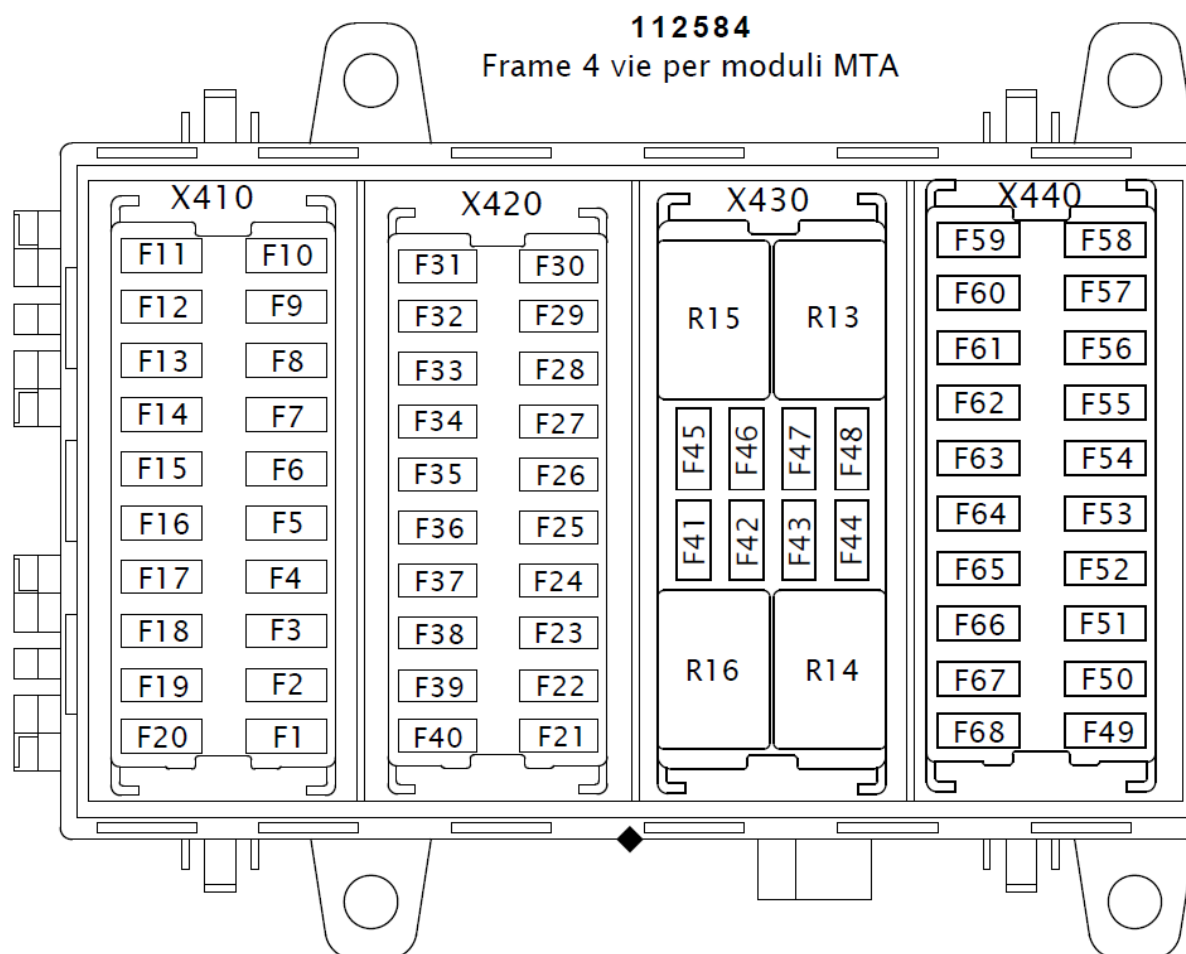 112584
Frame 4 vie per moduli MTA
X410 X420 X430 X440
F11 F10
F12 F9
F13 F8
F14 F7
F15 F6
F16 F5
F17 F4
F18 F3
F19 F2
F20 F1
F31 F30
F32 F29
F33 F28
F34 F27
F35 F26
F36 F25
F37 F24
F38 F23
F39 F22
F40 F21
R15 R13
F45 F46 F47 F48
F41 F42 F43 F44
R16 R14
F59 F58
F60 F57
F61 F56
F62 F55
F63 F54
F64 F53
F65 F52
F66 F51
F67 F50
F68 F49